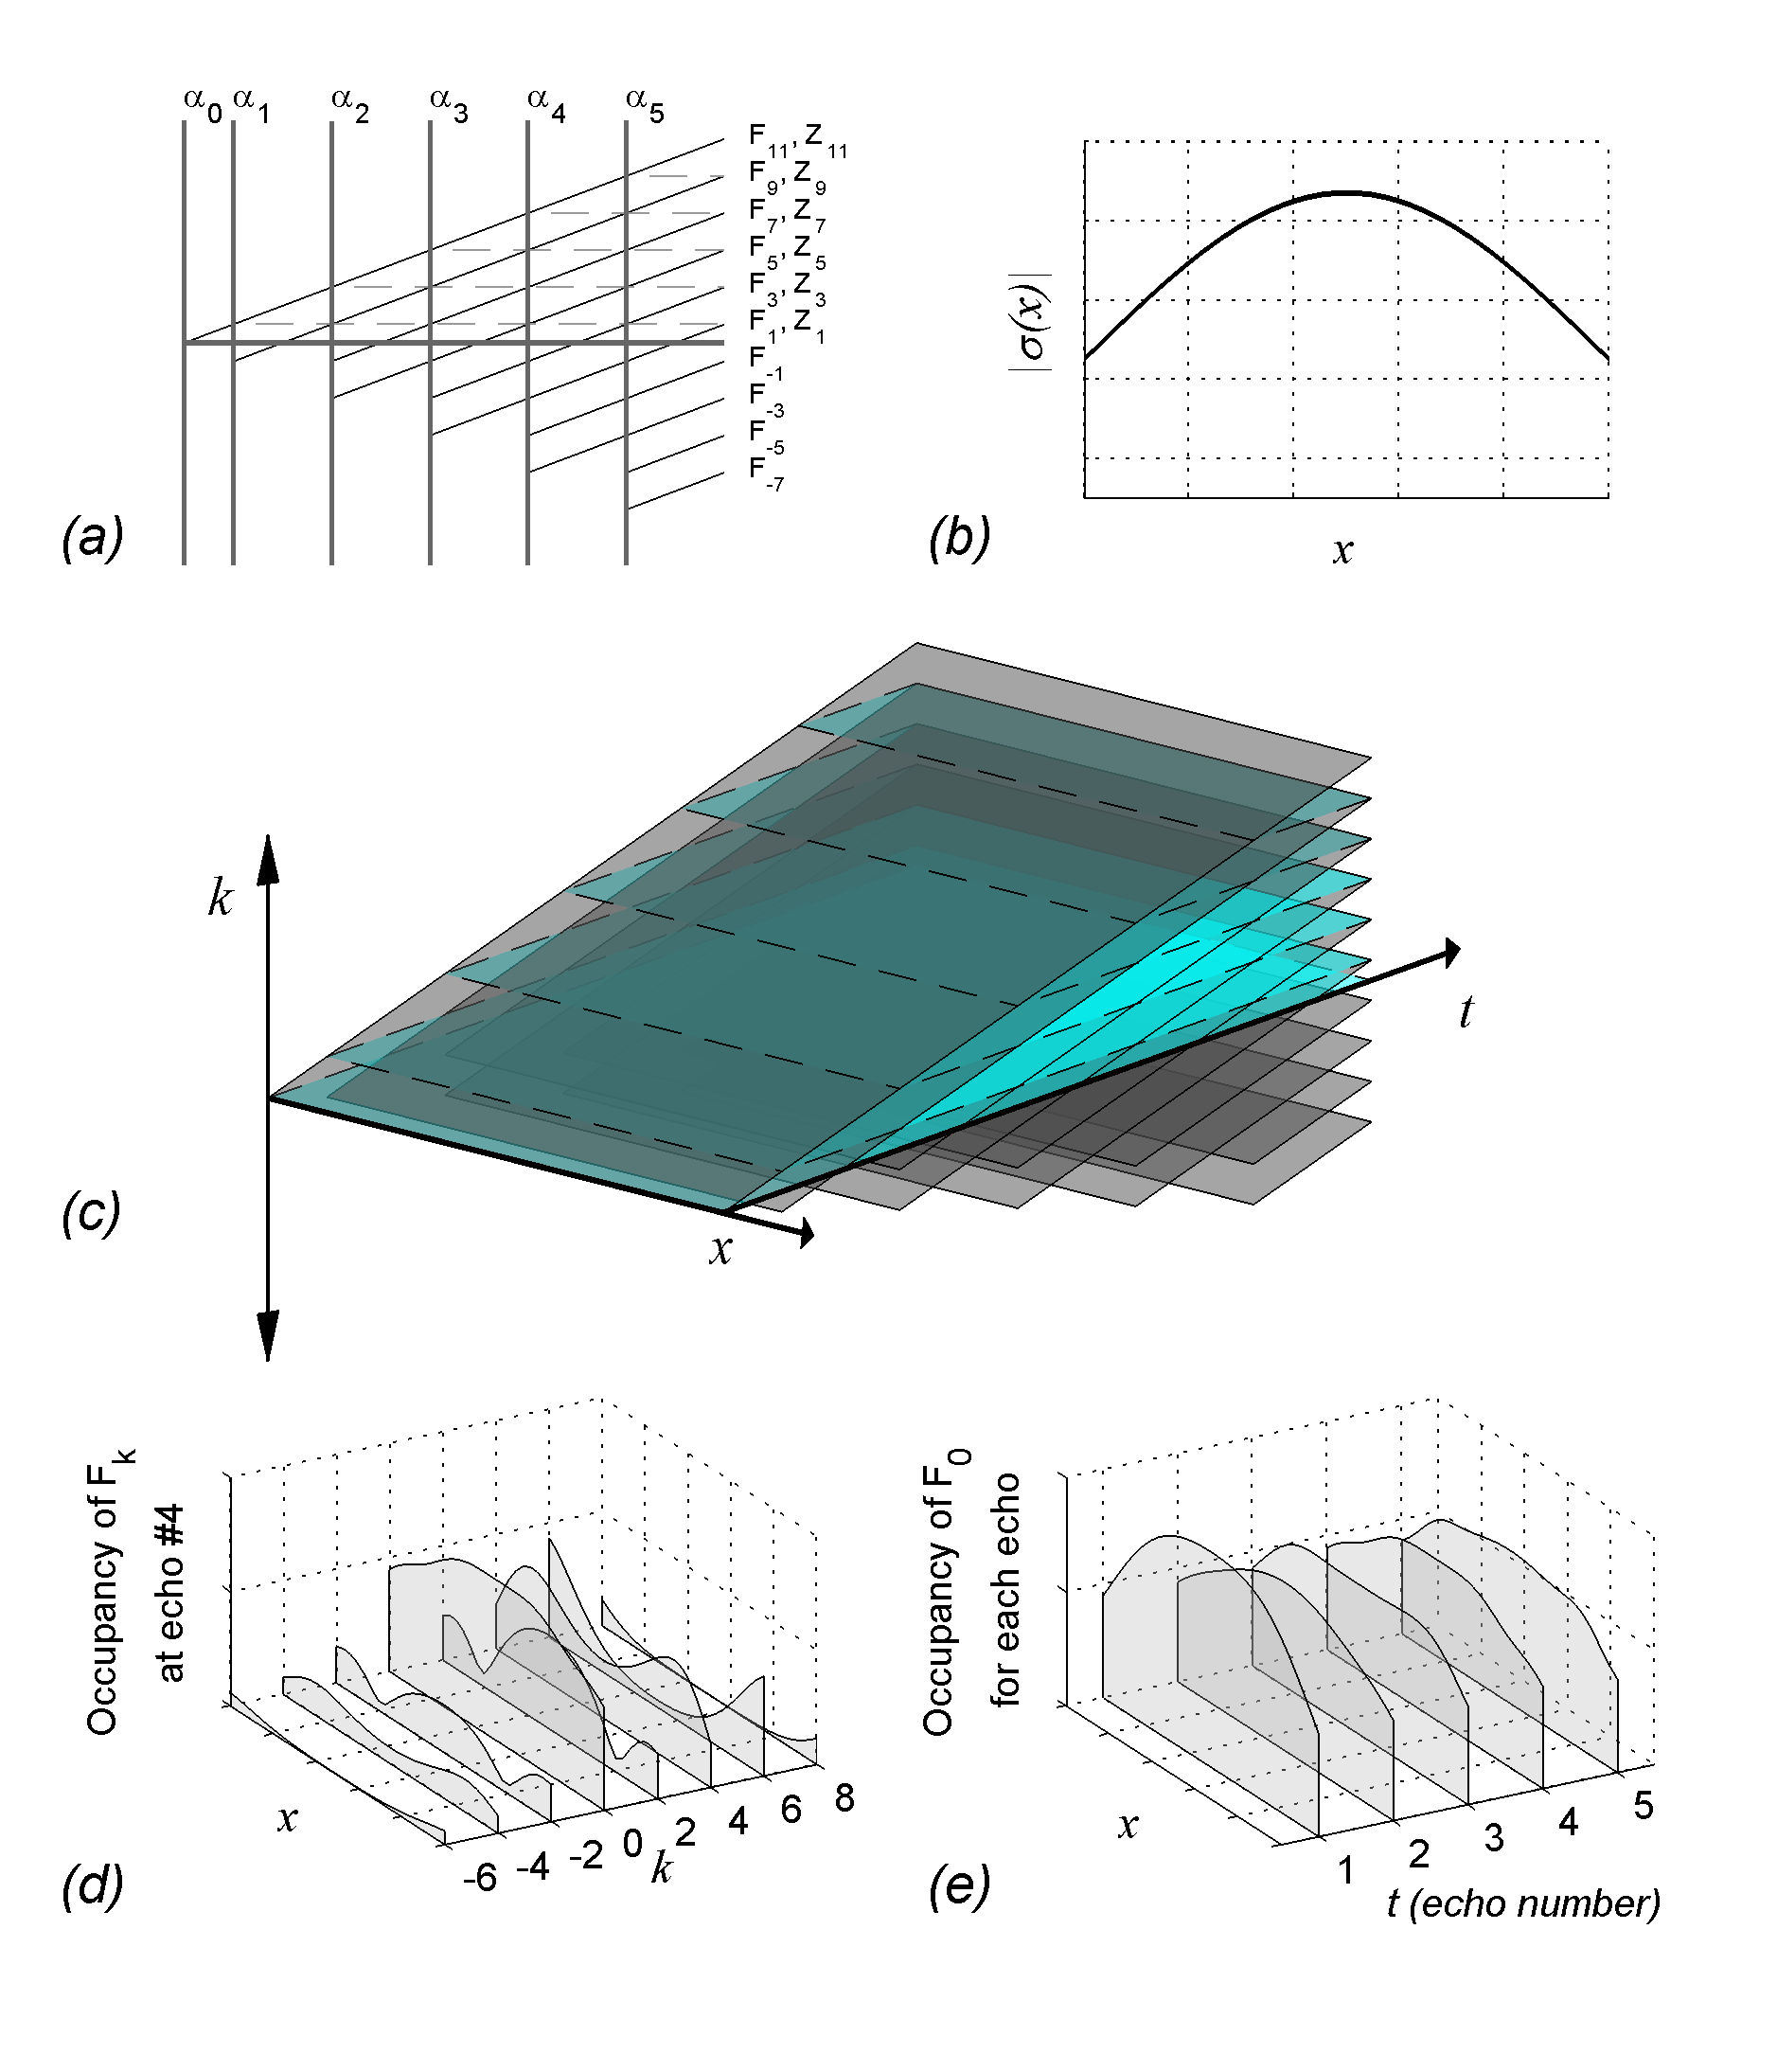 α0 α1 α2 α3 α4 α5
F11, Z11
F9, Z9
F7, Z7
F5, Z5
F3, Z3
F1, Z1
F-1
F-3
F-5
F-7
(a)
|σ(x)|
x
(b)
k
t
x
(c)
Occupancy of Fk
at echo #4
x
-6 -4 -2 0 2 4 6 8
k
(d)
Occupancy of F0
for each echo
x
1 2 3 4 5
t (echo number)
(e)